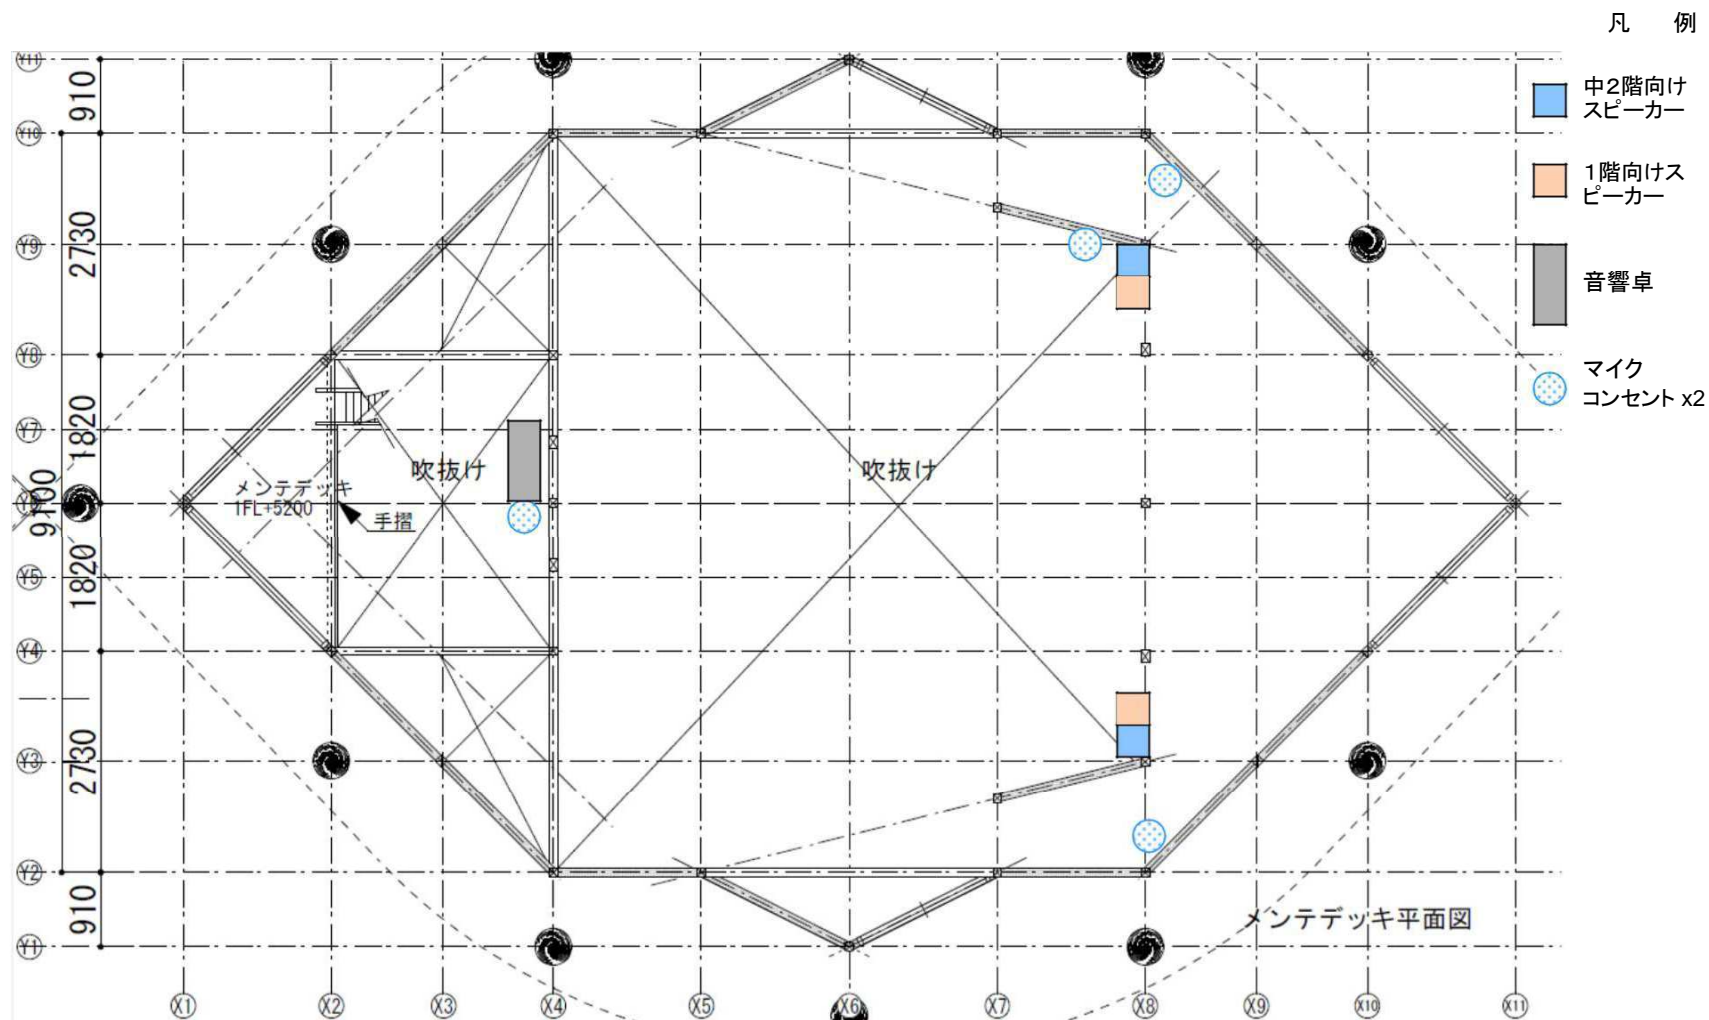 凡　例
中２階向け
スピーカー
１階向けス
ピーカー
音響卓
マイク
コンセント x2
Y11
910
Y10
2730
Y9
Y8
1820
Y7
9100
Y5
1820
Y4
2730
Y3
Y2
910
Y1
吹抜け
吹抜け
メンテデッキ
1FL+5200
手摺
メンテデッキ平面図
X1
X2
X3
X4
X5
X6
X7
X8
X9
X10
X11